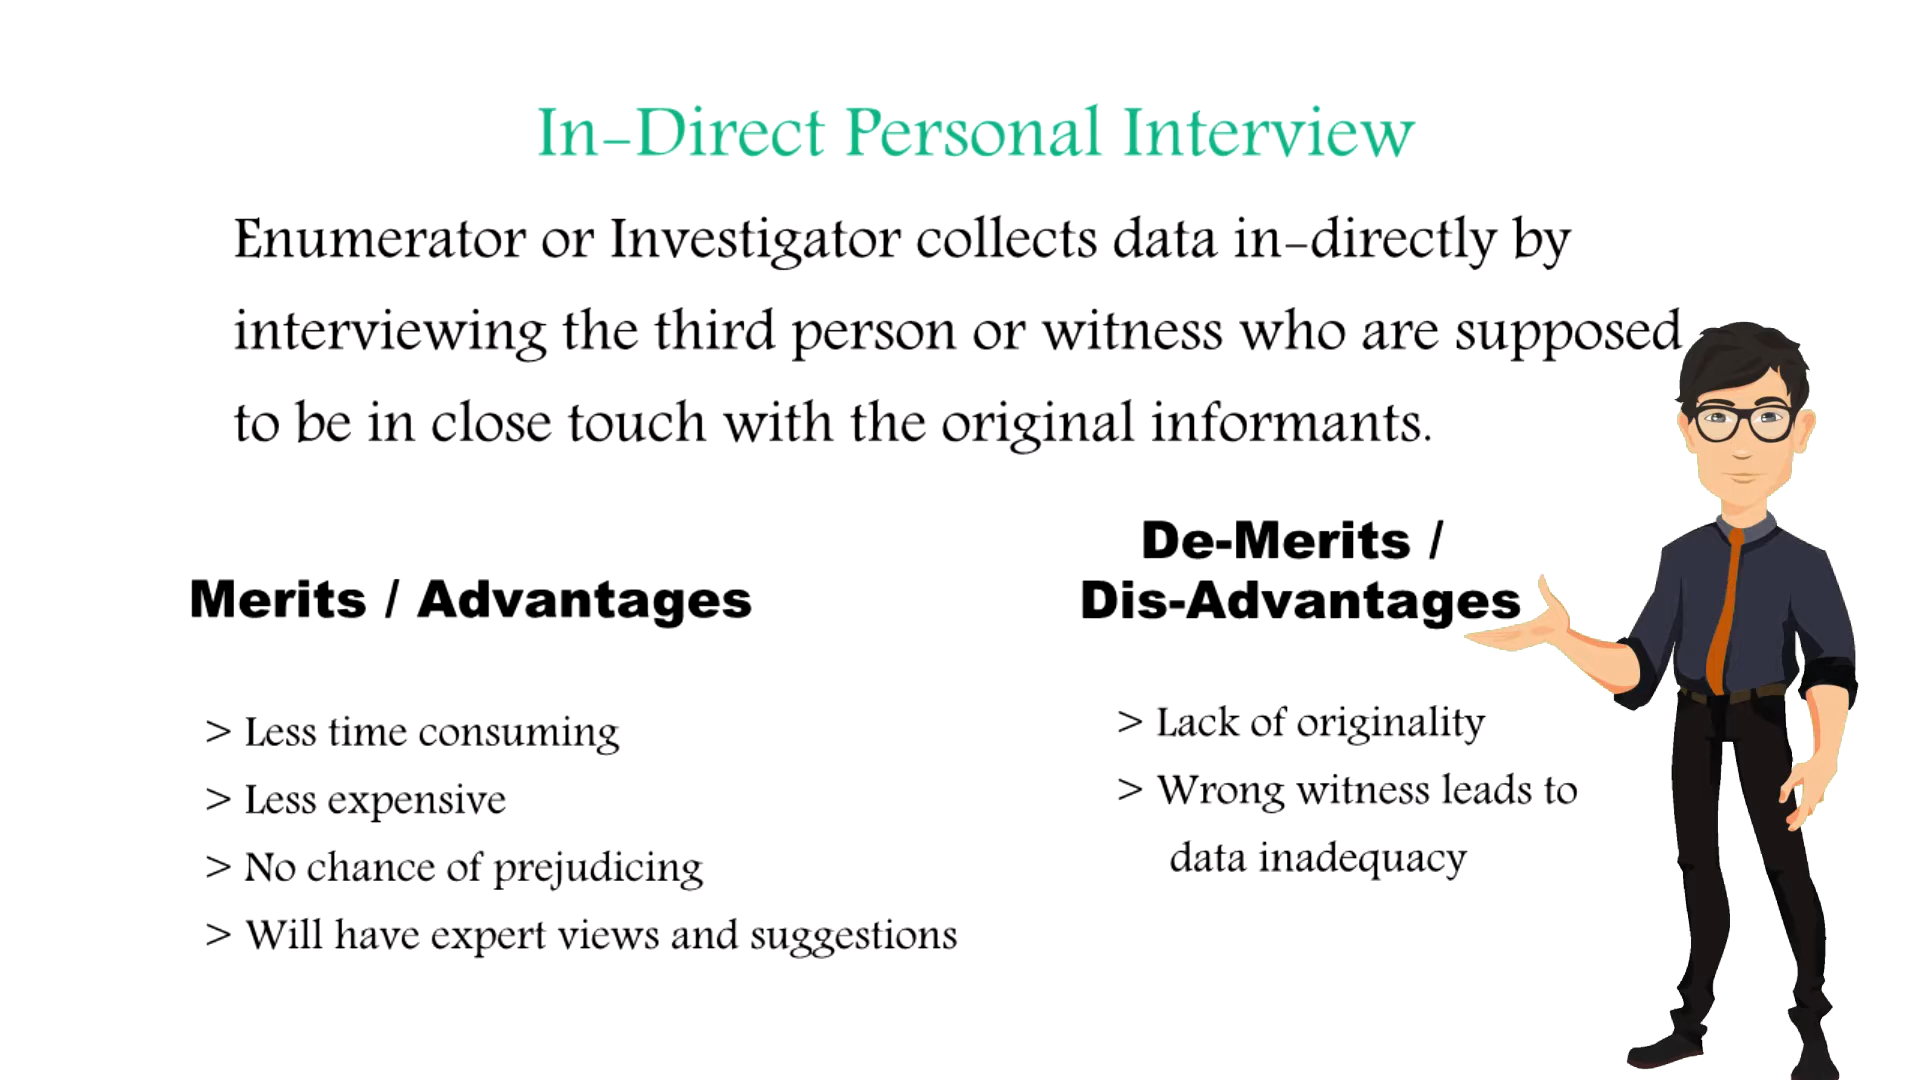 In-Direct Personal Interview
Enumerator or Investigator collects data in-directly by
interviewing the third person or witness who are supposed
to be in close touch with the original informants.
Merits / Advantages
> Less time consuming
> Less expensive
> No chance of prejudicing
> Will have expert views and suggestions
De-Merits /
Dis-Advantages
> Lack of originality
> Wrong witness leads to
data inadequacy